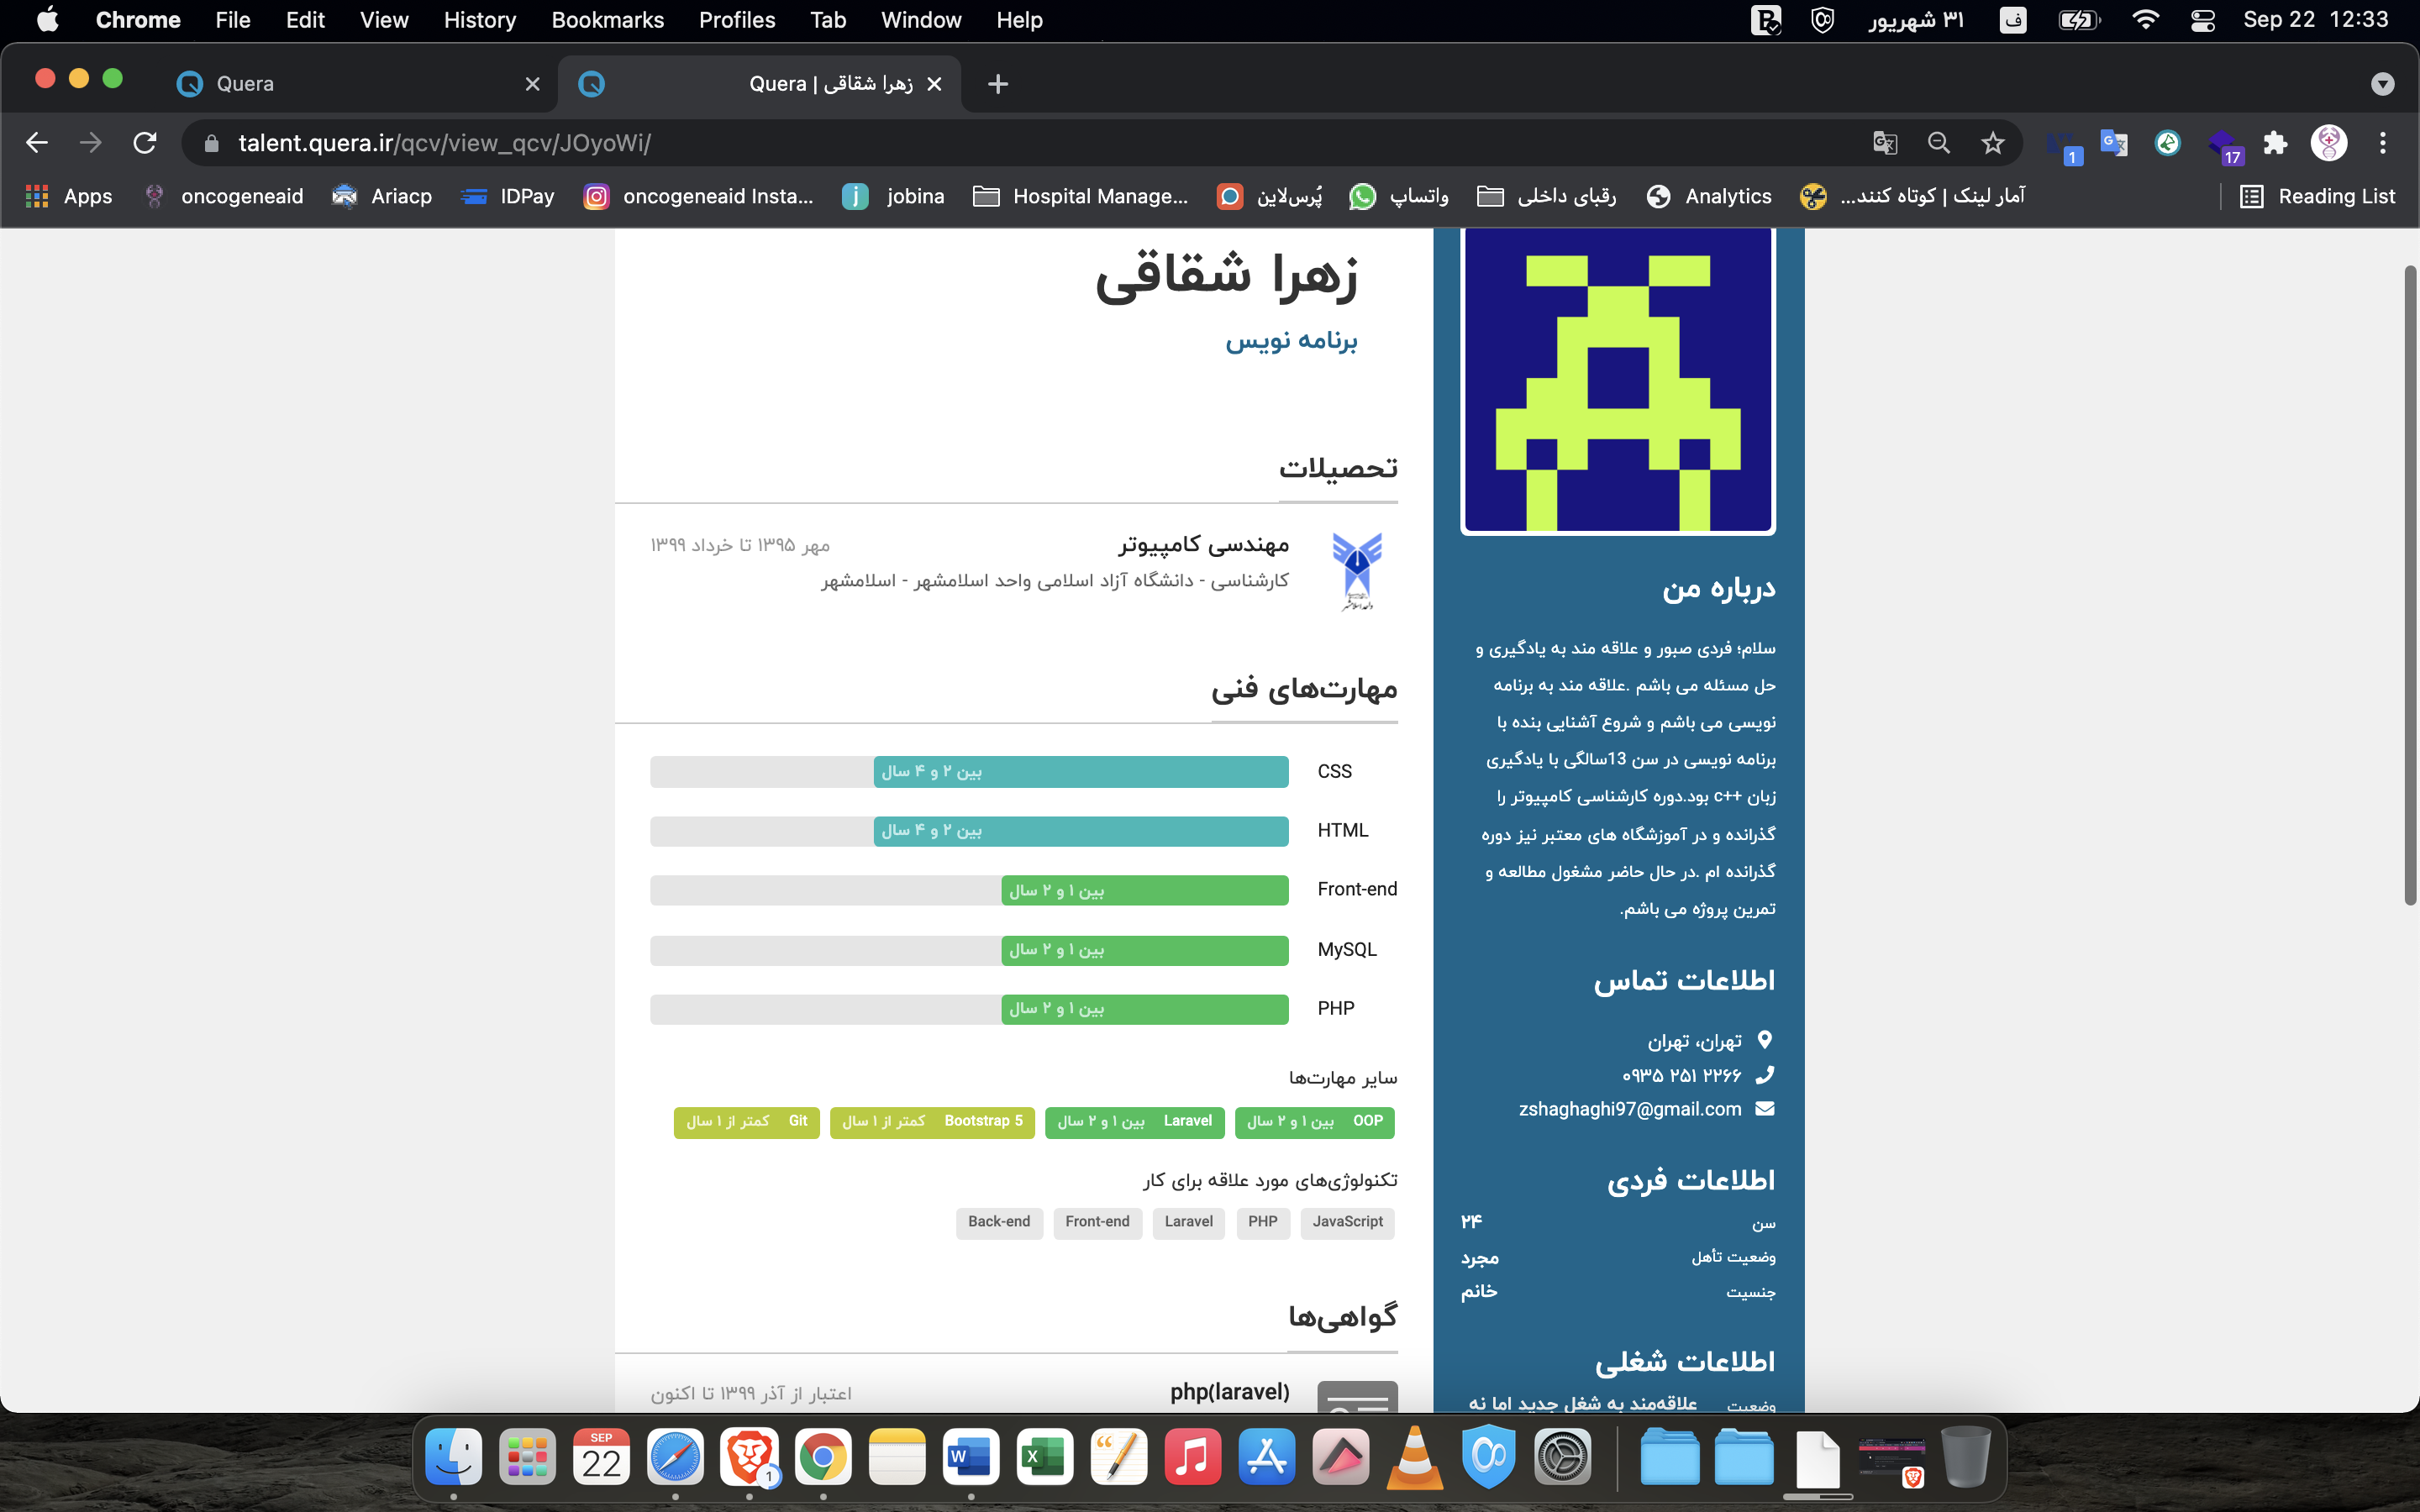 Chrome File Edit View History Bookmarks Profiles Tab Window Help
۳۱ شهریور ف Sep 22 12:33
Quera
زهرا شقاقی | Quera
talent.quera.ir/qcv/view_qcv/JOyoWi/
1
17
Apps oncogeneaid Ariacp IDPay oncogeneaid Insta... jobina Hospital Manage... پُرس‌لاین واتساپ رقبای داخلی Analytics آمار لینک | کوتاه کنند... Reading List
زهرا شقاقی
برنامه نویس
تحصیلات
مهندسی کامپیوتر
مهر ۱۳۹۵ تا خرداد ۱۳۹۹
کارشناسی - دانشگاه آزاد اسلامی واحد اسلامشهر - اسلامشهر
مهارت‌های فنی
CSS بین ۲ و ۴ سال
HTML بین ۲ و ۴ سال
Front-end بین ۱ و ۲ سال
MySQL بین ۱ و ۲ سال
PHP بین ۱ و ۲ سال
سایر مهارت‌ها
OOP بین ۱ و ۲ سال Laravel بین ۱ و ۲ سال Bootstrap 5 کمتر از ۱ سال Git کمتر از ۱ سال
تکنولوژی‌های مورد علاقه برای کار
JavaScript PHP Laravel Front-end Back-end
گواهی‌ها
php(laravel)
اعتبار از آذر ۱۳۹۹ تا اکنون
درباره من
سلام؛ فردی صبور و علاقه مند به یادگیری و
حل مسئله می باشم .علاقه مند به برنامه
نویسی می باشم و شروع آشنایی بنده با
برنامه نویسی در سن 13سالگی با یادگیری
زبان ++c بود.دوره کارشناسی کامپیوتر را
گذرانده و در آموزشگاه های معتبر نیز دوره
گذرانده ام .در حال حاضر مشغول مطالعه و
تمرین پروژه می باشم.
اطلاعات تماس
تهران، تهران
۰۹۳۵ ۲۵۱ ۲۲۶۶
zshaghaghi97@gmail.com
اطلاعات فردی
سن ۲۴
وضعیت تأهل مجرد
جنسیت خانم
اطلاعات شغلی
وضعیت علاقه‌مند به شغل جدید اما نه
SEP
22
1